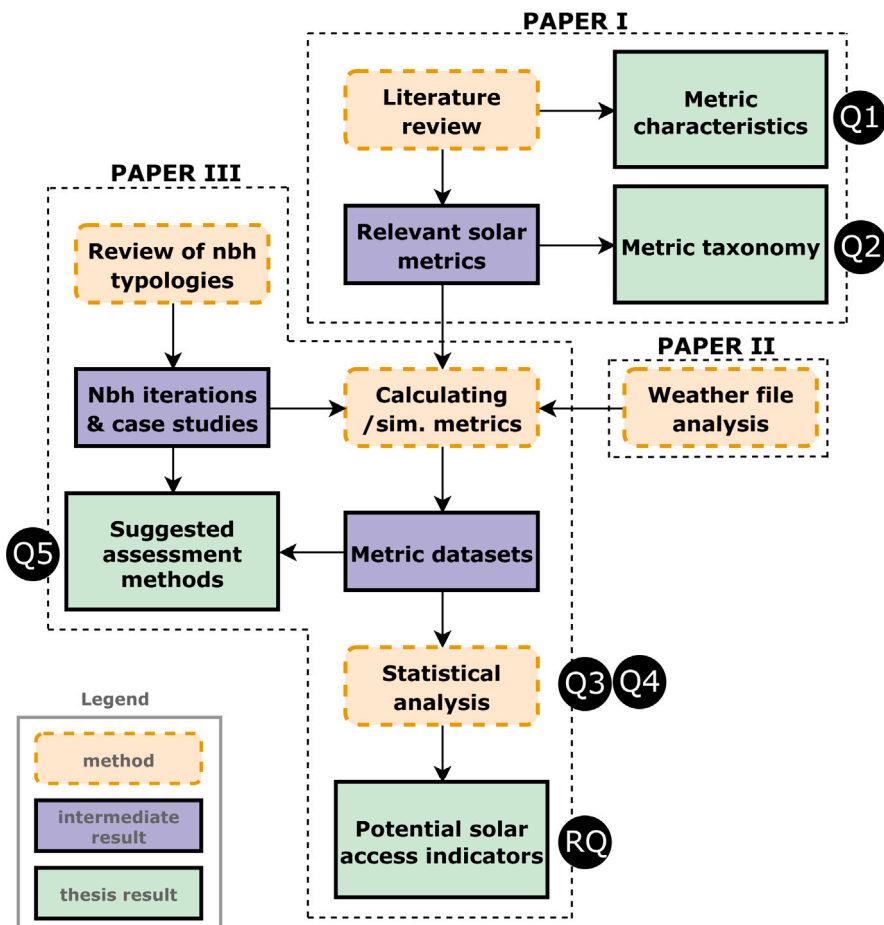 PAPER I
Literature
review
Metric
characteristics
Q1
PAPER III
Relevant solar
metrics
Metric taxonomy
Q2
Review of nbh
typologies
PAPER II
Nbh iterations
& case studies
Calculating
/sim. metrics
Weather file
analysis
Q5
Suggested
assessment
methods
Metric datasets
Statistical
analysis
Q3
Q4
Potential solar
access indicators
RQ
Legend
method
intermediate
result
thesis result